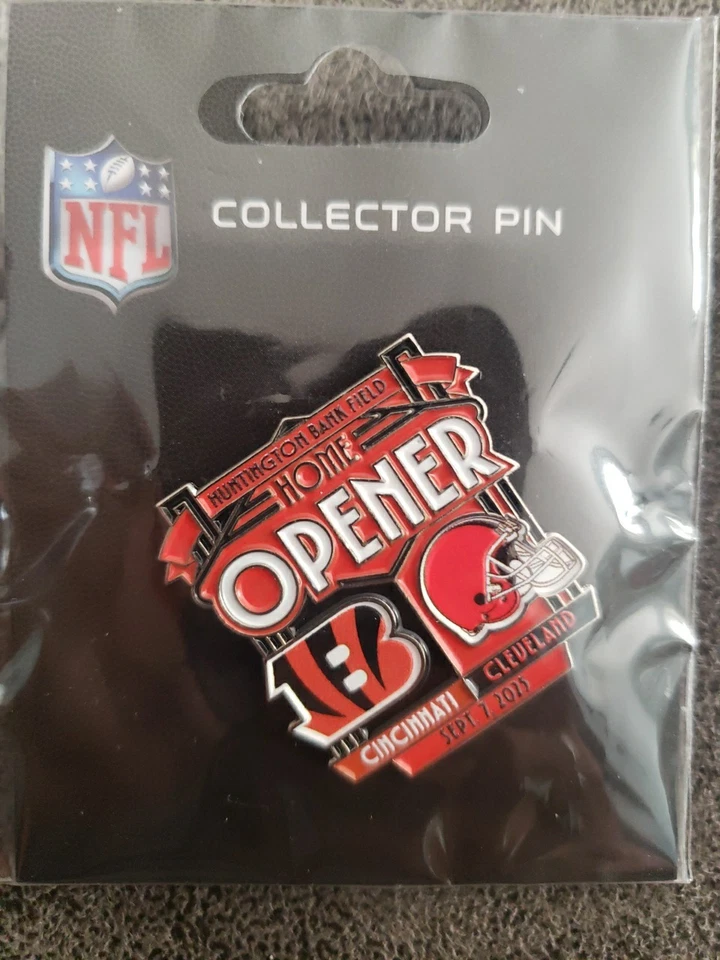 NFL
COLLECTOR PIN
HUNTINGTON BANK FIELD
HOME
OPENER
B
CINCINNATI
CLEVELAND
SEPT. 7, 2025